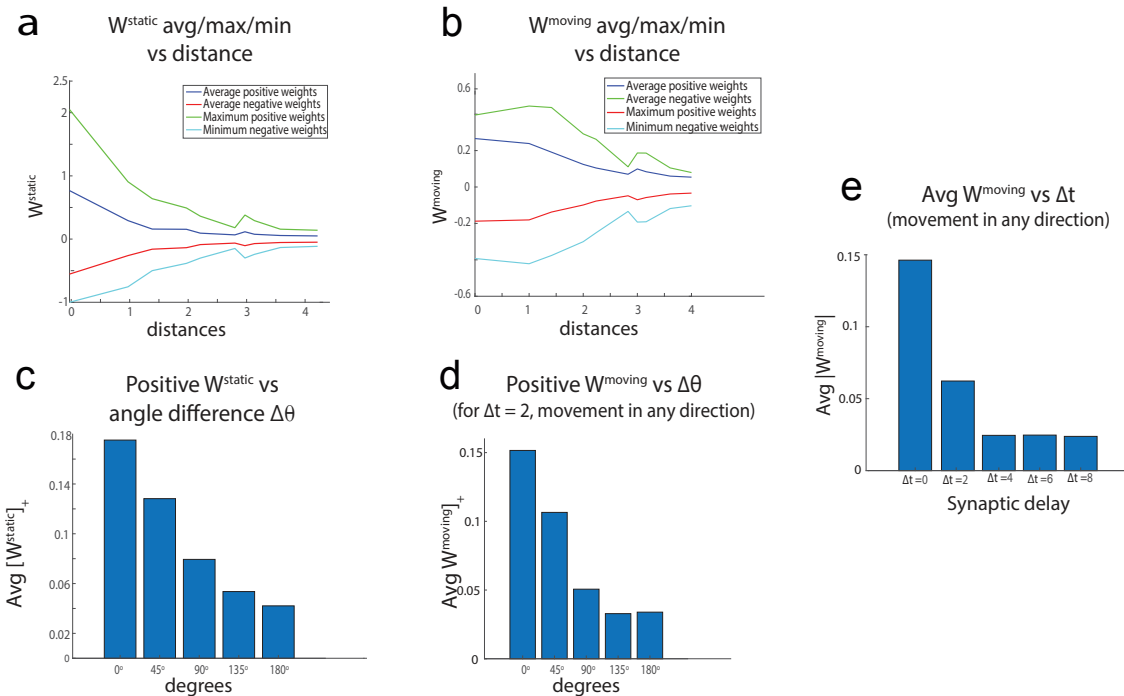 a
W^static avg/max/min
vs distance
2.5
2
1
0
-1
W^static
Average positive weights
Average negative weights
Maximum positive weights
Minimum negative weights
0 1 2 3 4
distances
b
W^moving avg/max/min
vs distance
0.6
0.2
0
-0.2
-0.6
W^moving
Average positive weights
Average negative weights
Maximum positive weights
Minimum negative weights
0 1 2 3 4
distances
c
Positive W^static vs
angle difference Δθ
0.18
0.14
0.1
0.06
0.02
0
Avg [W^static]_+
0° 45° 90° 135° 180°
degrees
d
Positive W^moving vs Δθ
(for Δt = 2, movement in any direction)
0.15
0.1
0.05
0
Avg W^moving]_+
0° 45° 90° 135° 180°
degrees
e
Avg W^moving vs Δt
(movement in any direction)
0.15
0.1
0.05
0
Avg |W^moving|
Δt =0 Δt =2 Δt =4 Δt =6 Δt =8
Synaptic delay